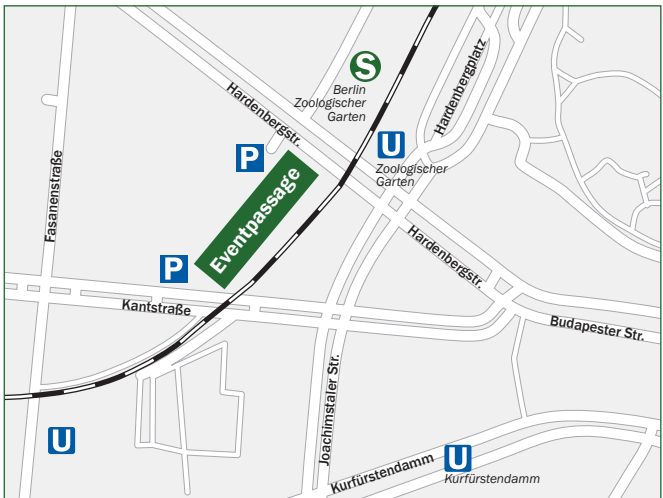 S
Berlin
Zoologischer
Garten
Hardenbergplatz
Hardenbergstr.
U
Zoologischer
Garten
P
Eventpassage
Fasanenstraße
P
Hardenbergstr.
Kantstraße
Budapester Str.
Joachimstaler Str.
U
Kurfürstendamm
U
Kurfürstendamm